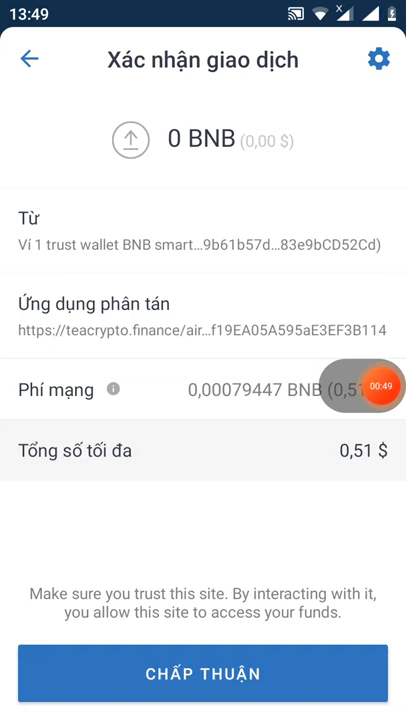 13:49
Xác nhận giao dịch
0 BNB (0,00 $)
Từ
Ví 1 trust wallet BNB smart...9b61b57d...83e9bCD52Cd)
Ứng dụng phân tán
https://teacrypto.finance/air...f19EA05A595aE3EF3B114
Phí mạng 0,00079447 BNB (0,51
00:49
Tổng số tối đa 0,51 $
Make sure you trust this site. By interacting with it,
you allow this site to access your funds.
CHẤP THUẬN